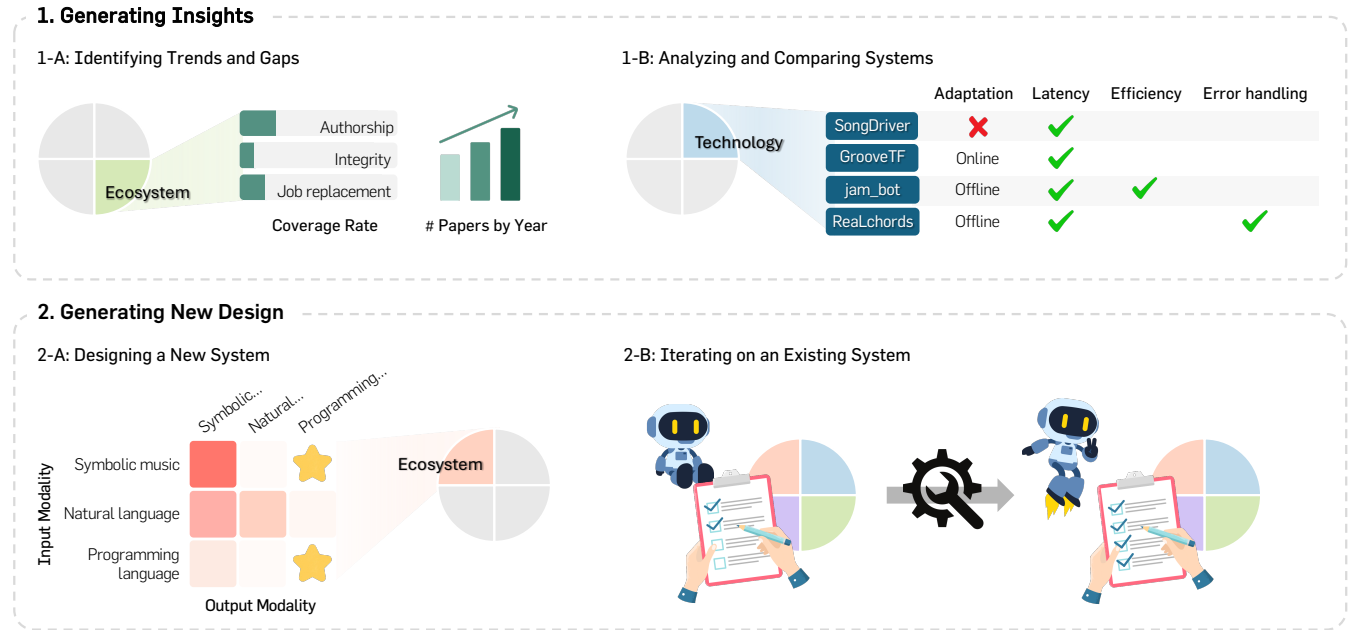 1. Generating Insights
1-A: Identifying Trends and Gaps
Ecosystem
Authorship
Integrity
Job replacement
Coverage Rate
# Papers by Year
1-B: Analyzing and Comparing Systems
Technology
Adaptation Latency Efficiency Error handling
SongDriver
GrooveTF Online
jam_bot Offline
ReaLchords Offline
2. Generating New Design
2-A: Designing a New System
Symbolic... Natural... Programming...
Input Modality
Symbolic music
Natural language
Programming
language
Output Modality
Ecosystem
2-B: Iterating on an Existing System